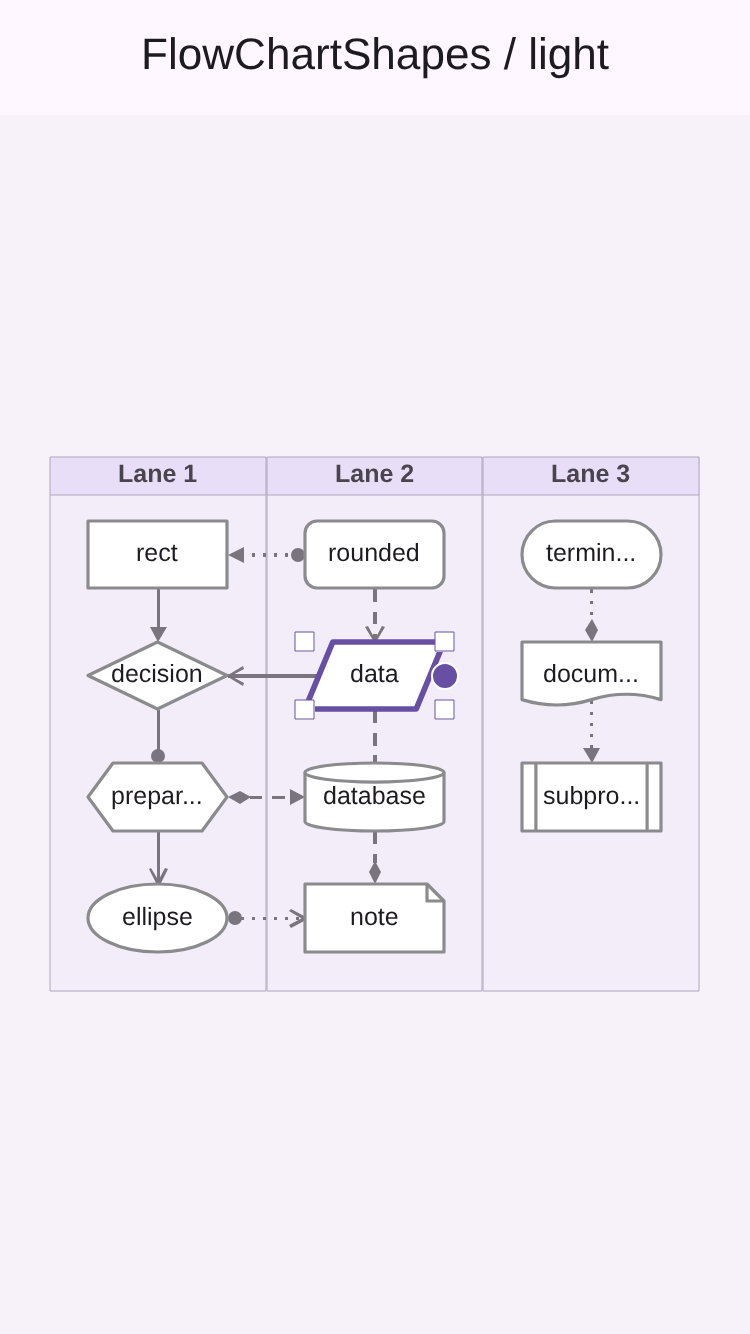 FlowChartShapes / light
Lane 1
Lane 2
Lane 3
rect
rounded
termin...
decision
data
docum...
prepar...
database
subpro...
ellipse
note